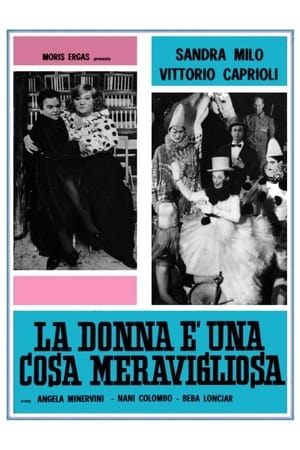 MORIS ERGAS presenta
SANDRA MILO
VITTORIO CAPRIOLI
LA DONNA E' UNA
COSA MERAVIGLIOSA
ANGELA MINERVINI - NANI COLOMBO - BEBA LONCIAR